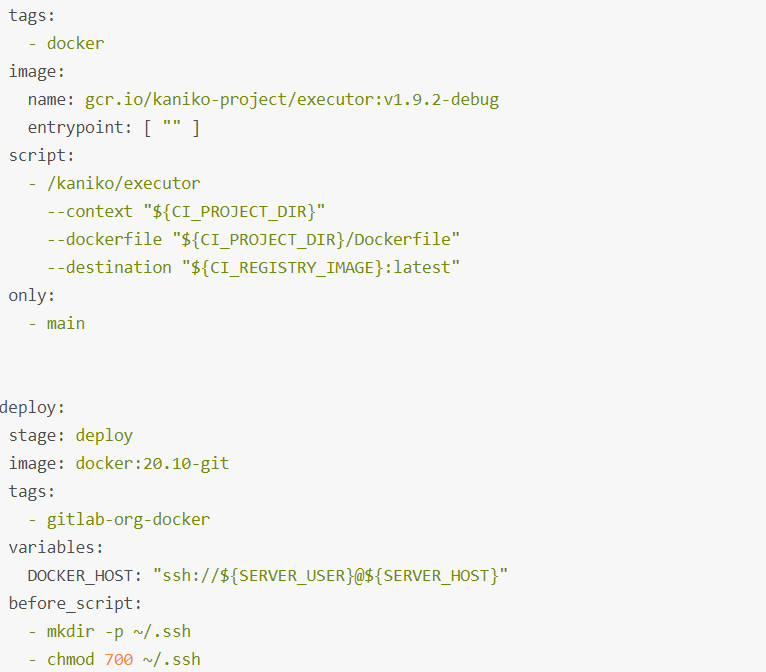 tags:
- docker
image:
name: gcr.io/kaniko-project/executor:v1.9.2-debug
entrypoint: [ "" ]
script:
- /kaniko/executor
--context "${CI_PROJECT_DIR}"
--dockerfile "${CI_PROJECT_DIR}/Dockerfile"
--destination "${CI_REGISTRY_IMAGE}:latest"
only:
- main
deploy:
stage: deploy
image: docker:20.10-git
tags:
- gitlab-org-docker
variables:
DOCKER_HOST: "ssh://${SERVER_USER}@${SERVER_HOST}"
before_script:
- mkdir -p ~/.ssh
- chmod 700 ~/.ssh